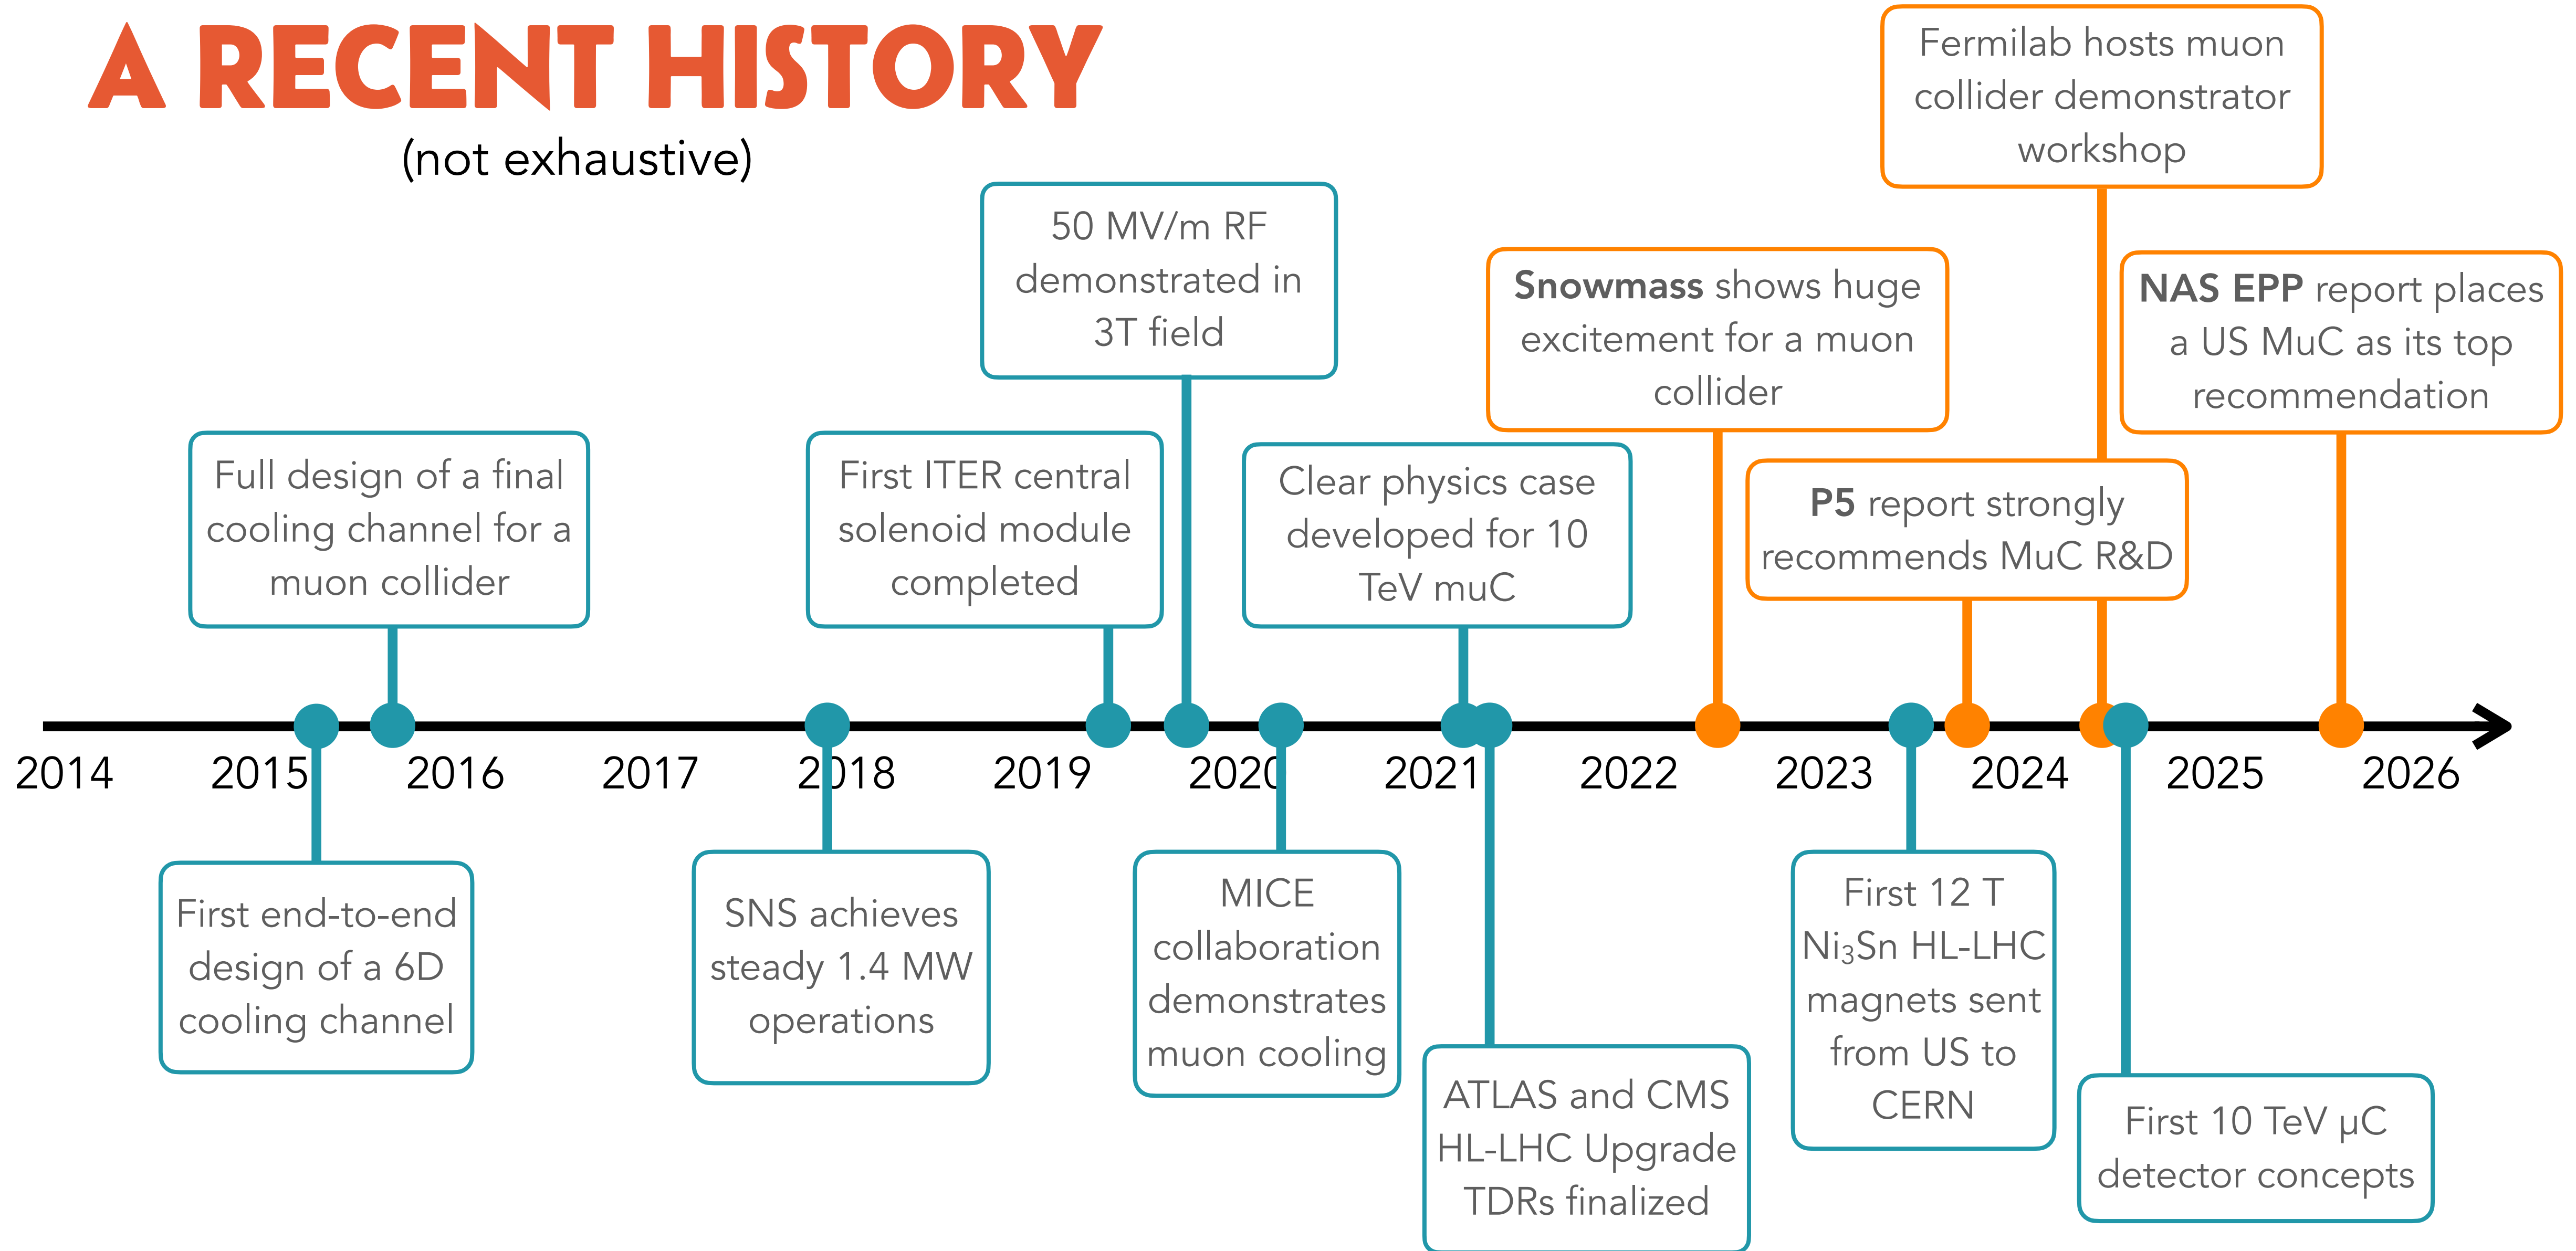 A RECENT HISTORY
(not exhaustive)
Fermilab hosts muon
collider demonstrator
workshop
50 MV/m RF
demonstrated in
3T field
Snowmass shows huge
excitement for a muon
collider
NAS EPP report places
a US MuC as its top
recommendation
Full design of a final
cooling channel for a
muon collider
First ITER central
solenoid module
completed
Clear physics case
developed for 10
TeV muC
P5 report strongly
recommends MuC R&D
2014 2015 2016 2017 2018 2019 2020 2021 2022 2023 2024 2025 2026
First end-to-end
design of a 6D
cooling channel
SNS achieves
steady 1.4 MW
operations
MICE
collaboration
demonstrates
muon cooling
ATLAS and CMS
HL-LHC Upgrade
TDRs finalized
First 12 T
Ni₃Sn HL-LHC
magnets sent
from US to
CERN
First 10 TeV µC
detector concepts